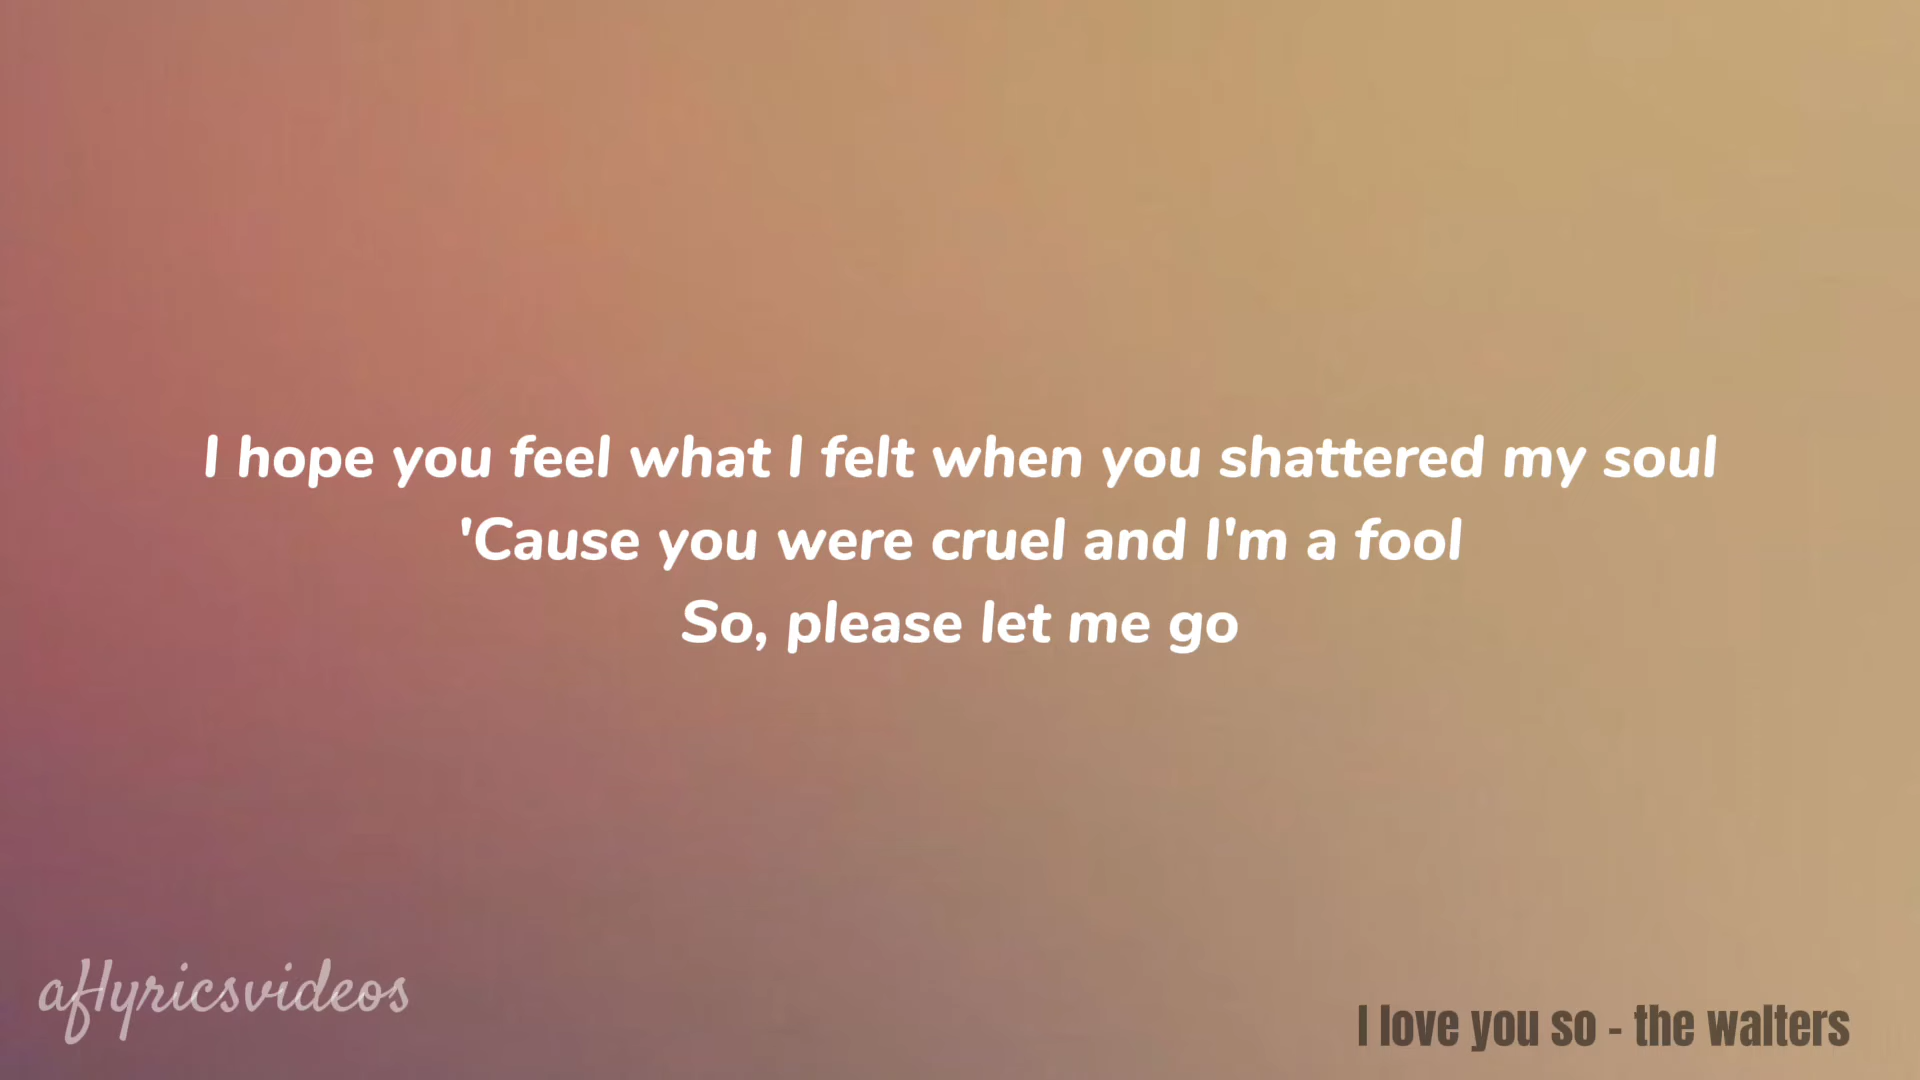 I hope you feel what I felt when you shattered my soul
'Cause you were cruel and I'm a fool
So, please let me go
aflyricsvideos
I love you so - the walters